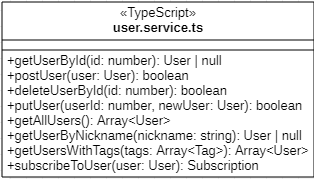 «TypeScript»
user.service.ts
+getUserById(id: number): User | null
+postUser(user: User): boolean
+deleteUserById(id: number): boolean
+putUser(userId: number, newUser: User): boolean
+getAllUsers(): Array<User>
+getUserByNickname(nickname: string): User | null
+getUsersWithTags(tags: Array<Tag>): Array<User>
+subscribeToUser(user: User): Subscription